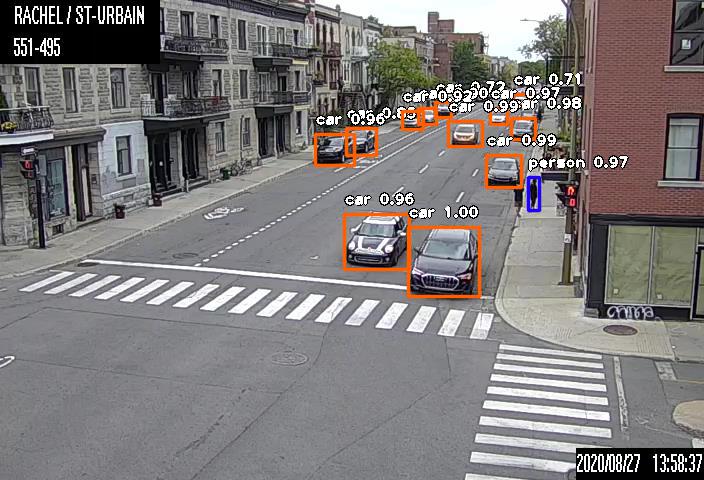 RACHEL / ST-URBAIN
551-495
car 0.71
car 0.97
car 0.98
car 0.99
car 0.96
car 0.99
person 0.97
car 0.96
car 1.00
2020/08/27 13:58:37